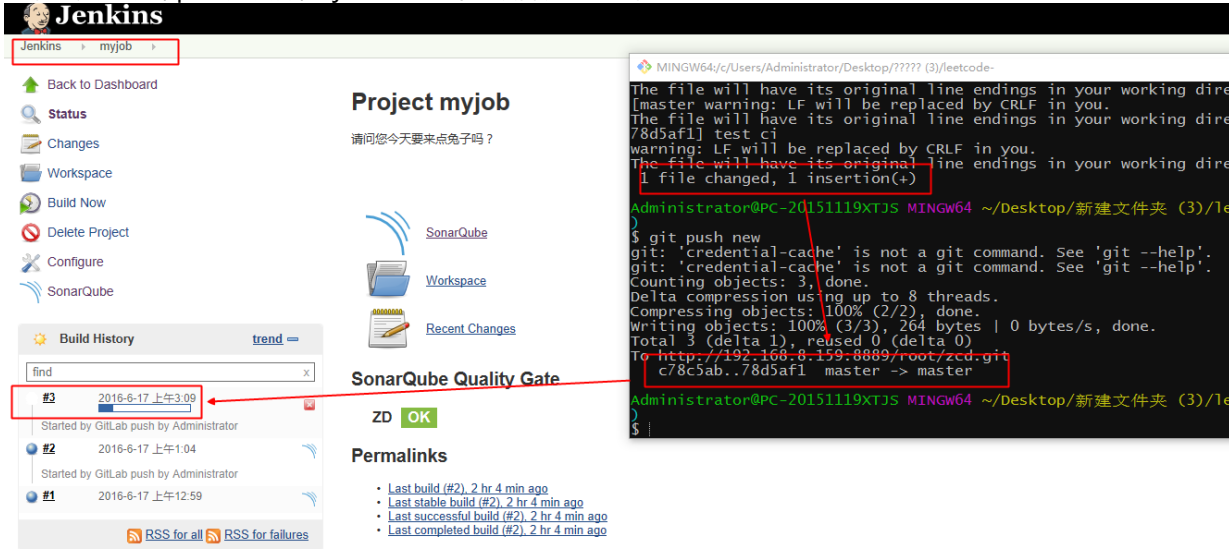 Jenkins
Jenkins myjob
Back to Dashboard
Status
Changes
Workspace
Build Now
Delete Project
Configure
SonarQube
Build History trend
find x
#3 2016-6-17 上午3:09
Started by GitLab push by Administrator
#2 2016-6-17 上午1:04
Started by GitLab push by Administrator
#1 2016-6-17 上午12:59
RSS for all RSS for failures
Project myjob
请问您今天要来点兔子吗？
SonarQube
Workspace
Recent Changes
SonarQube Quality Gate
ZD OK
Permalinks
Last build (#2), 2 hr 4 min ago
Last stable build (#2), 2 hr 4 min ago
Last successful build (#2), 2 hr 4 min ago
Last completed build (#2), 2 hr 4 min ago
MINGW64:/c/Users/Administrator/Desktop/????? (3)/leetcode-
The file will have its original line endings in your working dire
[master warning: LF will be replaced by CRLF in you.
The file will have its original line endings in your working dire
78d5af1] test ci
warning: LF will be replaced by CRLF in you.
The file will have its original line endings in your working dire
1 file changed, 1 insertion(+)
Administrator@PC-20151119XTJS MINGW64 ~/Desktop/新建文件夹 (3)/le
)
$ git push new
git: 'credential-cache' is not a git command. See 'git --help'.
git: 'credential-cache' is not a git command. See 'git --help'.
Counting objects: 3, done.
Delta compression using up to 8 threads.
Compressing objects: 100% (2/2), done.
Writing objects: 100% (3/3), 264 bytes | 0 bytes/s, done.
Total 3 (delta 1), reused 0 (delta 0)
To http://192.168.8.159:8889/root/zcd.git
c78c5ab..78d5af1 master -> master
Administrator@PC-20151119XTJS MINGW64 ~/Desktop/新建文件夹 (3)/le
)
$